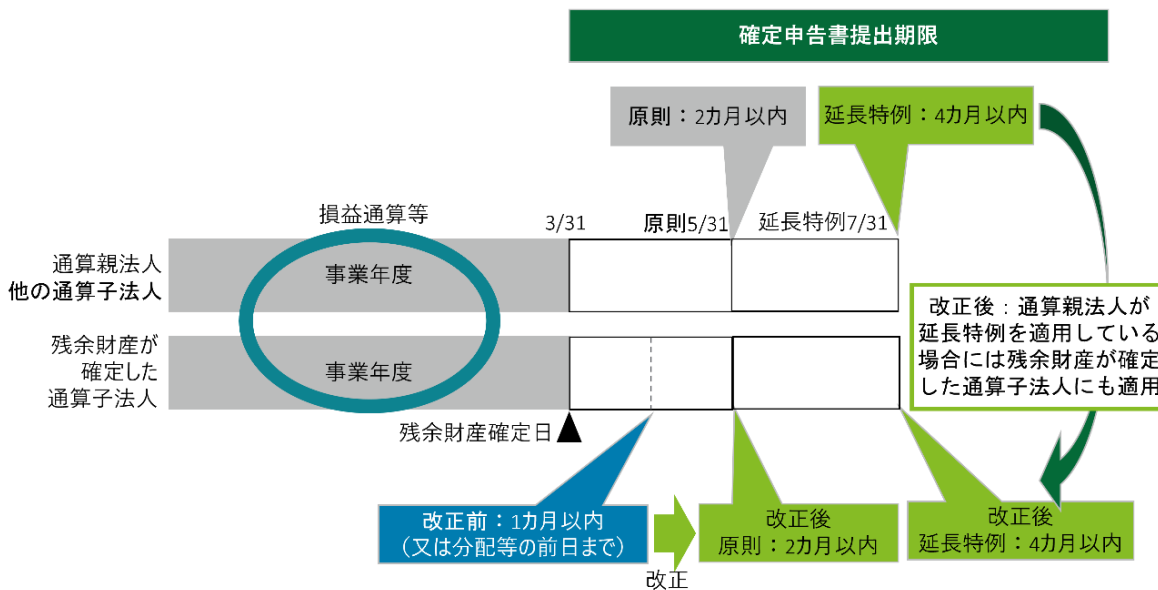 確定申告書提出期限
原則：2カ月以内
延長特例：4カ月以内
損益通算等
3/31
原則5/31
延長特例7/31
通算親法人
他の通算子法人
事業年度
改正後：通算親法人が
延長特例を適用している
場合には残余財産が確定
した通算子法人にも適用
残余財産が
確定した
通算子法人
事業年度
残余財産確定日
改正前：1カ月以内
（又は分配等の前日まで）
改正
改正後
原則：2カ月以内
改正後
延長特例：4カ月以内